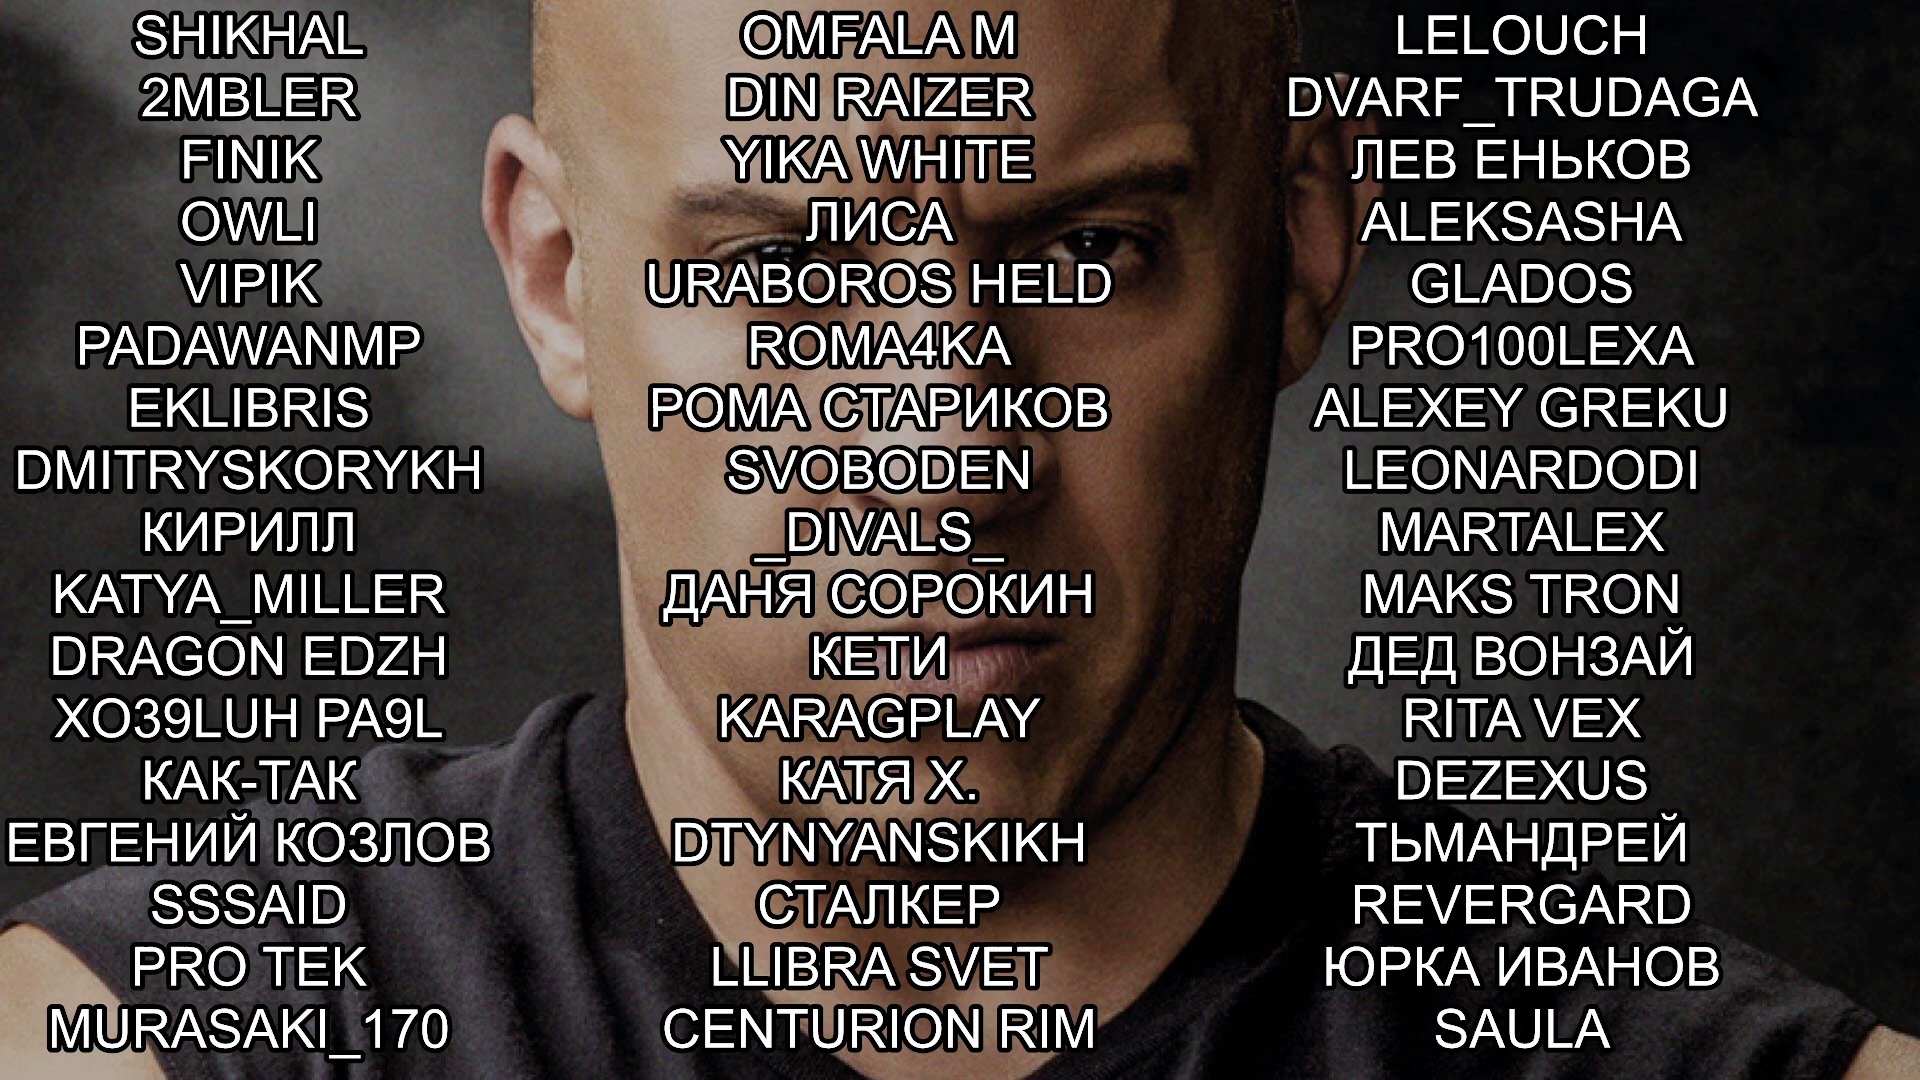 SHIKHAL
2MBLER
FINIK
OWLI
VIPIK
PADAWANMP
EKLIBRIS
DMITRYSKORYKH
КИРИЛЛ
KATYA_MILLER
DRAGON EDZH
XO39LUH PA9L
КАК-ТАК
ЕВГЕНИЙ КОЗЛОВ
SSSAID
PRO TEK
MURASAKI_170
OMFALA M
DIN RAIZER
YIKA WHITE
ЛИСА
URABOROS HELD
ROMA4KA
РОМА СТАРИКОВ
SVOBODEN
_DIVALS_
ДАНЯ СОРОКИН
КЕТИ
KARAGPLAY
КАТЯ Х.
DTYNYANSKIKH
СТАЛКЕР
LLIBRA SVET
CENTURION RIM
LELOUCH
DVARF_TRUDAGA
ЛЕВ ЕНЬКОВ
ALEKSASHA
GLADOS
PRO100LEXA
ALEXEY GREKU
LEONARDODI
MARTALEX
MAKS TRON
ДЕД ВОНЗАЙ
RITA VEX
DEZEXUS
ТЬМАНДРЕЙ
REVERGARD
ЮРКА ИВАНОВ
SAULA